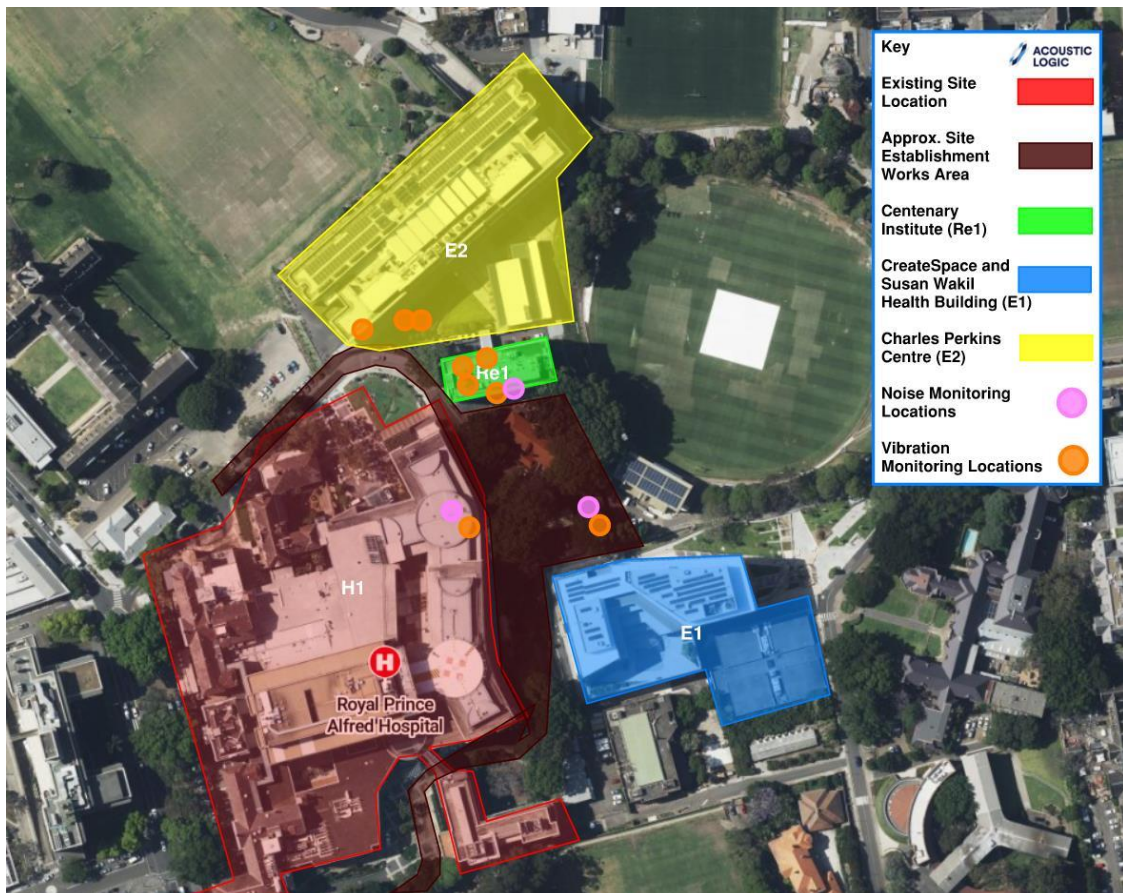 Key
ACOUSTIC
LOGIC
Existing Site
Location
Approx. Site
Establishment
Works Area
Centenary
Institute (Re1)
CreateSpace and
Susan Wakil
Health Building (E1)
Charles Perkins
Centre (E2)
Noise Monitoring
Locations
Vibration
Monitoring Locations
E2
Re1
H1
E1
H
Royal Prince
Alfred Hospital